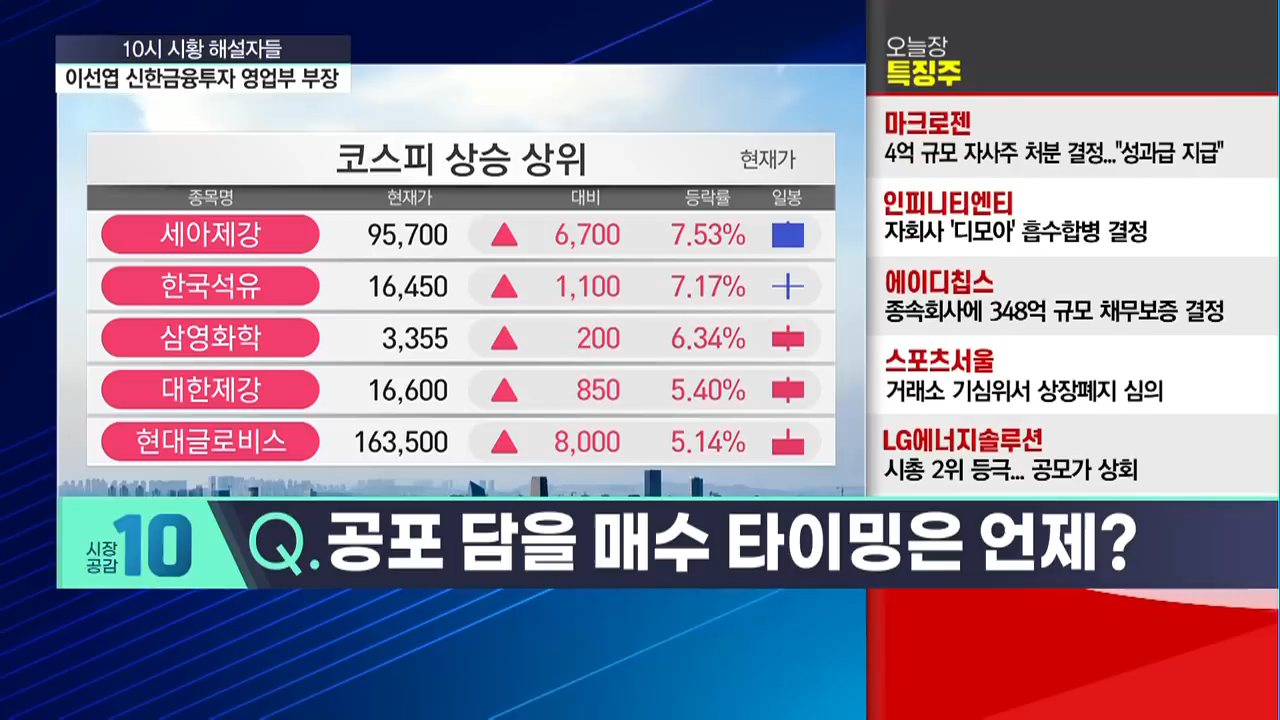 10시 시황 해설자들
이선엽 신한금융투자 영업부 부장
코스피 상승 상위
현재가
종목명 현재가 대비 등락률 일봉
세아제강 95,700 ▲ 6,700 7.53%
한국석유 16,450 ▲ 1,100 7.17%
삼영화학 3,355 ▲ 200 6.34%
대한제강 16,600 ▲ 850 5.40%
현대글로비스 163,500 ▲ 8,000 5.14%
시장
공감
10
Q.공포 담을 매수 타이밍은 언제?
오늘장
특징주
마크로젠
4억 규모 자사주 처분 결정..."성과급 지급"
인피니티엔티
자회사 '디모아' 흡수합병 결정
에이디칩스
종속회사에 348억 규모 채무보증 결정
스포츠서울
거래소 기심위서 상장폐지 심의
LG에너지솔루션
시총 2위 등극... 공모가 상회